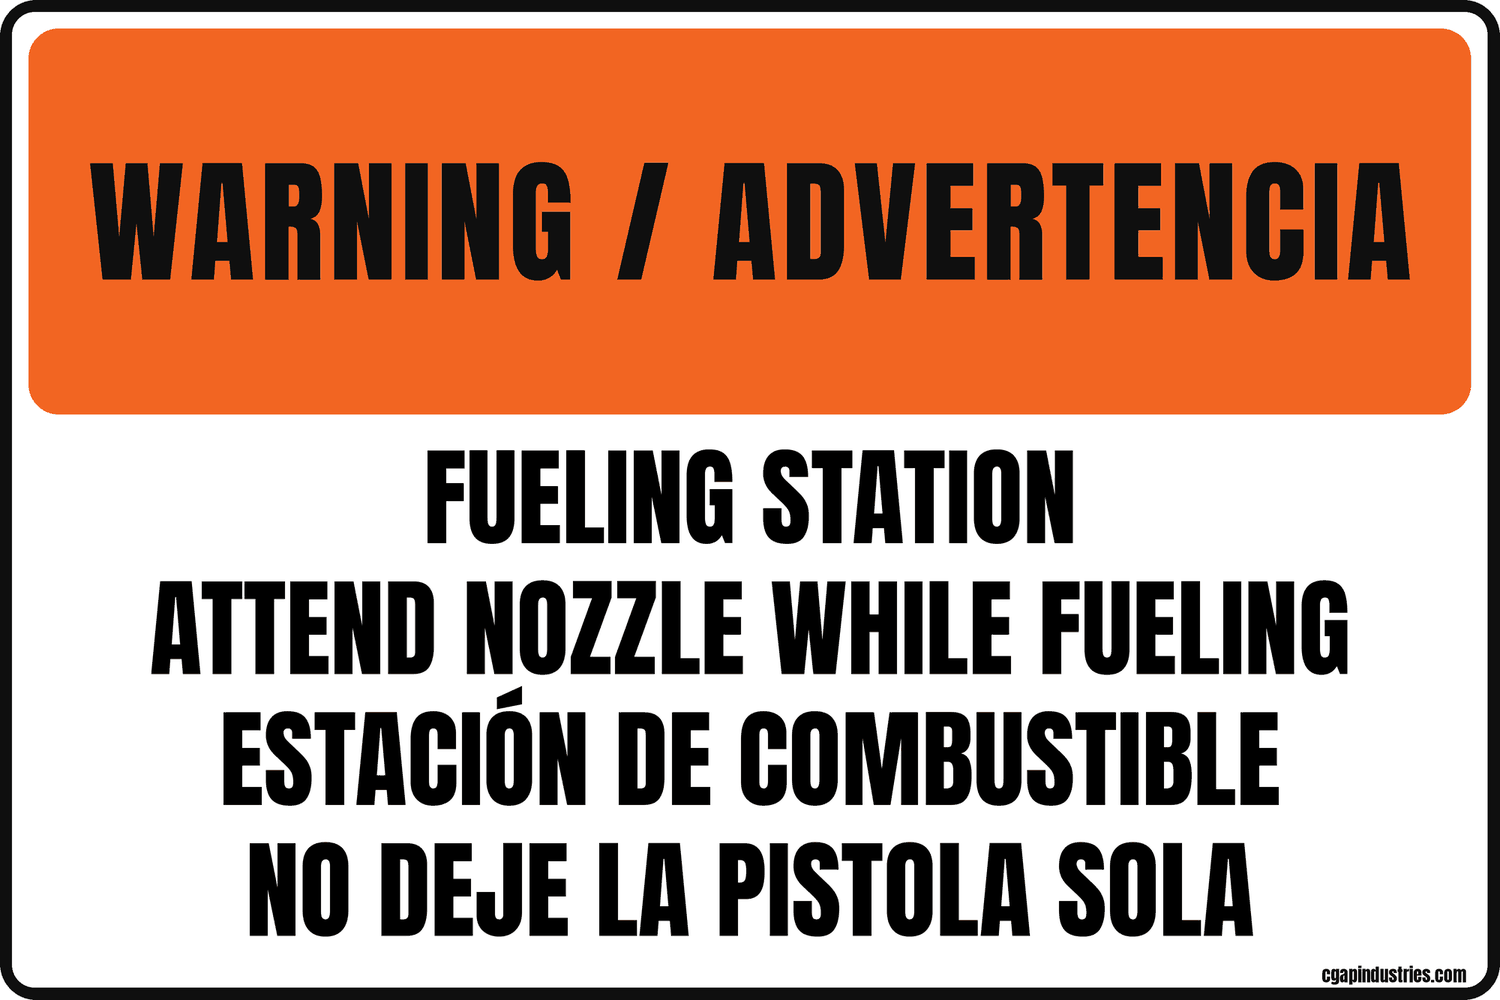 WARNING / ADVERTENCIA
FUELING STATION
ATTEND NOZZLE WHILE FUELING
ESTACIÓN DE COMBUSTIBLE
NO DEJE LA PISTOLA SOLA
cgapindustries.com